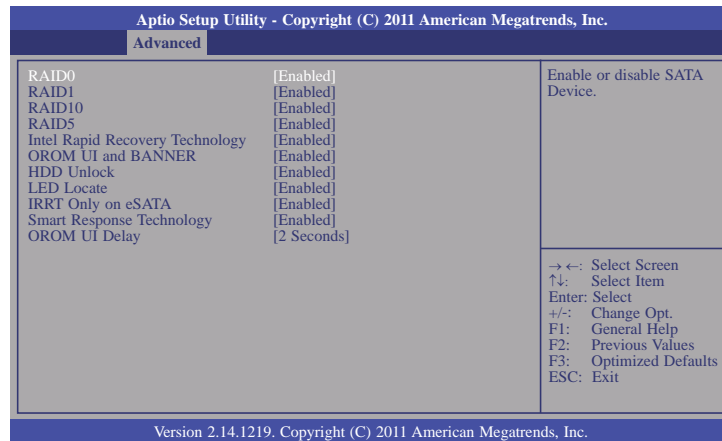 Aptio Setup Utility - Copyright (C) 2011 American Megatrends, Inc.
Advanced
RAID0 [Enabled]
RAID1 [Enabled]
RAID10 [Enabled]
RAID5 [Enabled]
Intel Rapid Recovery Technology [Enabled]
OROM UI and BANNER [Enabled]
HDD Unlock [Enabled]
LED Locate [Enabled]
IRRT Only on eSATA [Enabled]
Smart Response Technology [Enabled]
OROM UI Delay [2 Seconds]
Enable or disable SATA
Device.
→←: Select Screen
↑↓: Select Item
Enter: Select
+/-: Change Opt.
F1: General Help
F2: Previous Values
F3: Optimized Defaults
ESC: Exit
Version 2.14.1219. Copyright (C) 2011 American Megatrends, Inc.